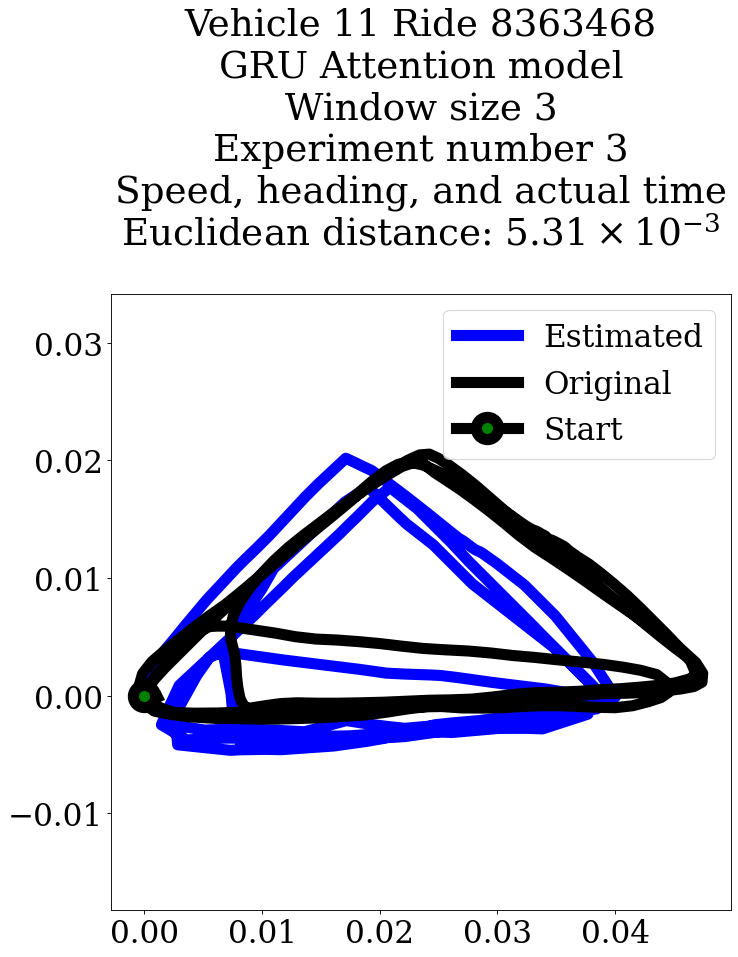 Vehicle 11 Ride 8363468
GRU Attention model
Window size 3
Experiment number 3
Speed, heading, and actual time
Euclidean distance: 5.31 × 10⁻³
Estimated
Original
Start
0.03
0.02
0.01
0.00
−0.01
0.00 0.01 0.02 0.03 0.04